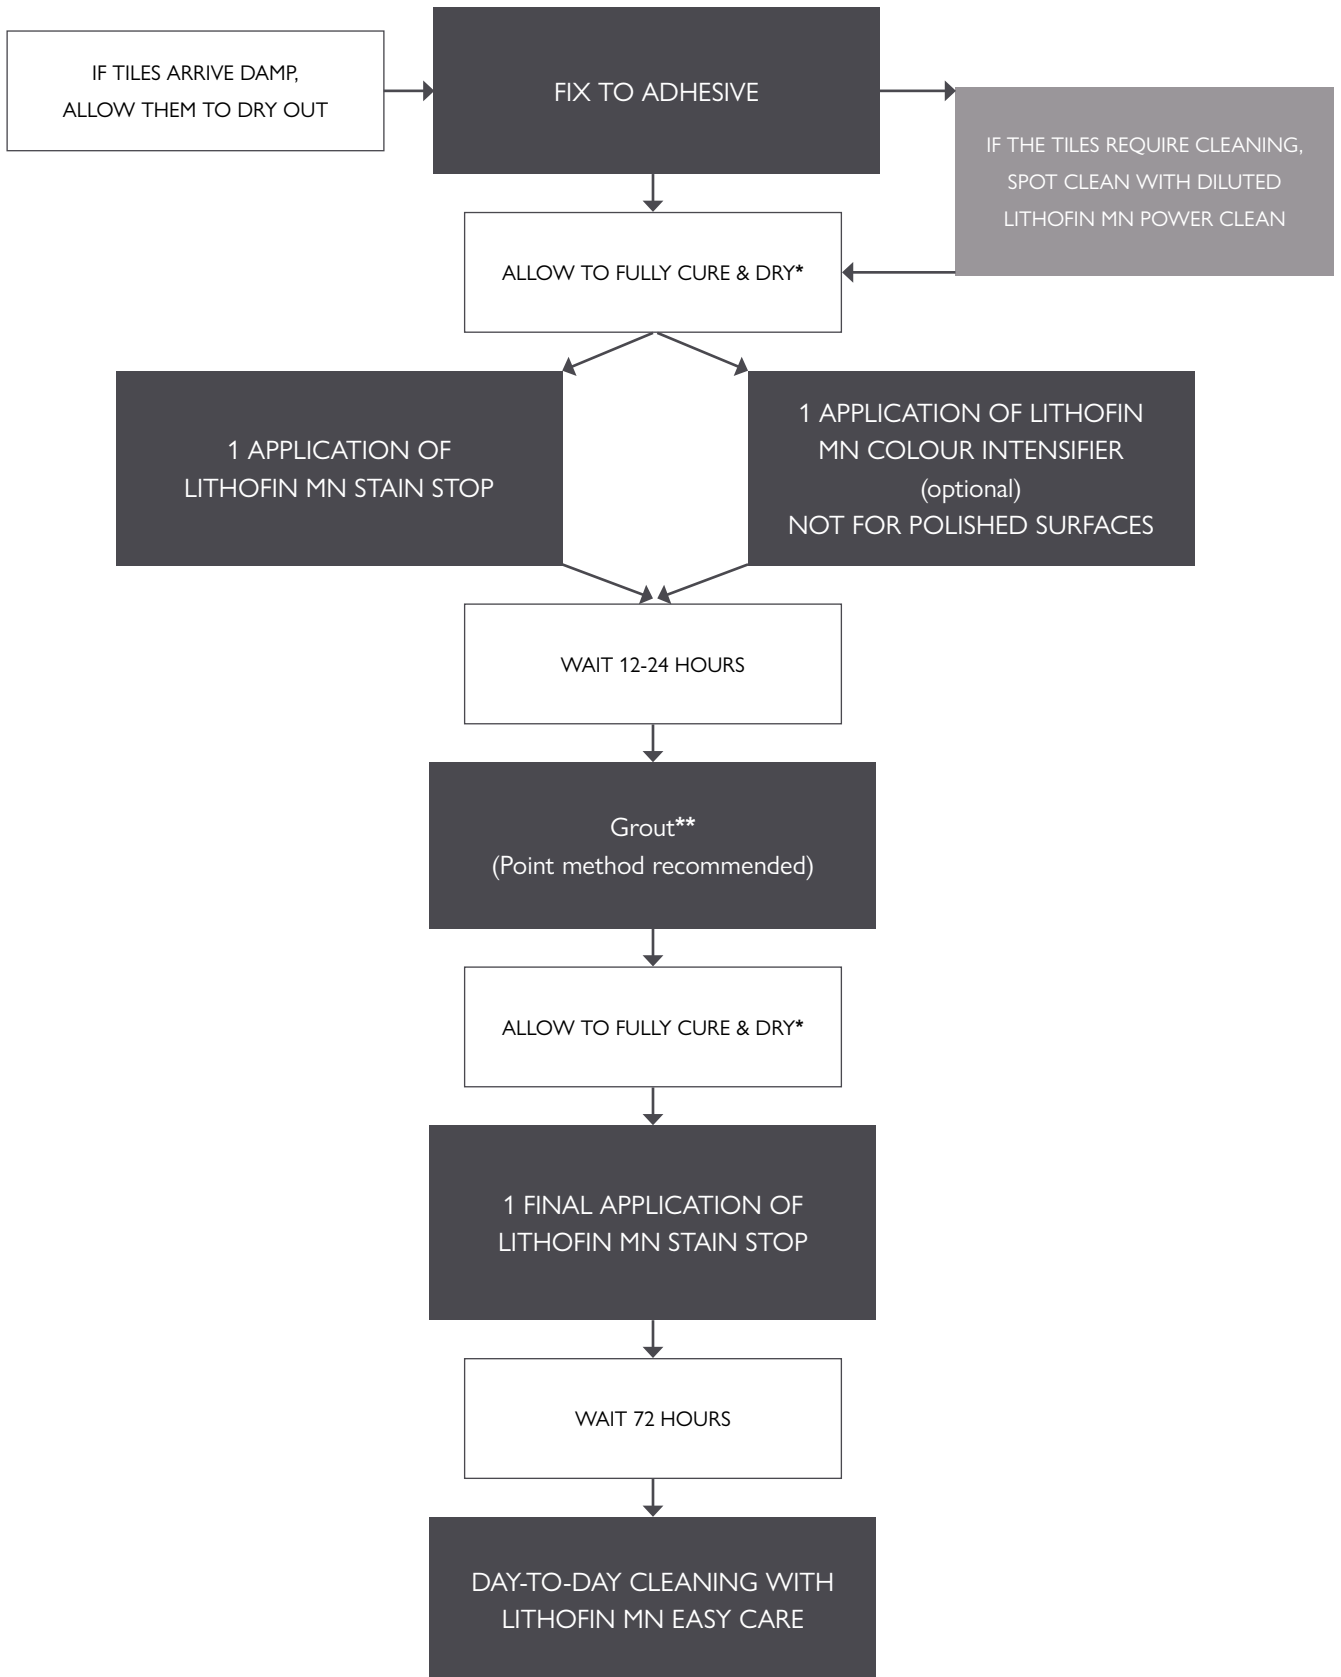 IF TILES ARRIVE DAMP,
ALLOW THEM TO DRY OUT
FIX TO ADHESIVE
IF THE TILES REQUIRE CLEANING,
SPOT CLEAN WITH DILUTED
LITHOFIN MN POWER CLEAN
ALLOW TO FULLY CURE & DRY*
1 APPLICATION OF
LITHOFIN MN STAIN STOP
1 APPLICATION OF LITHOFIN
MN COLOUR INTENSIFIER
(optional)
NOT FOR POLISHED SURFACES
WAIT 12-24 HOURS
Grout**
(Point method recommended)
ALLOW TO FULLY CURE & DRY*
1 FINAL APPLICATION OF
LITHOFIN MN STAIN STOP
WAIT 72 HOURS
DAY-TO-DAY CLEANING WITH
LITHOFIN MN EASY CARE